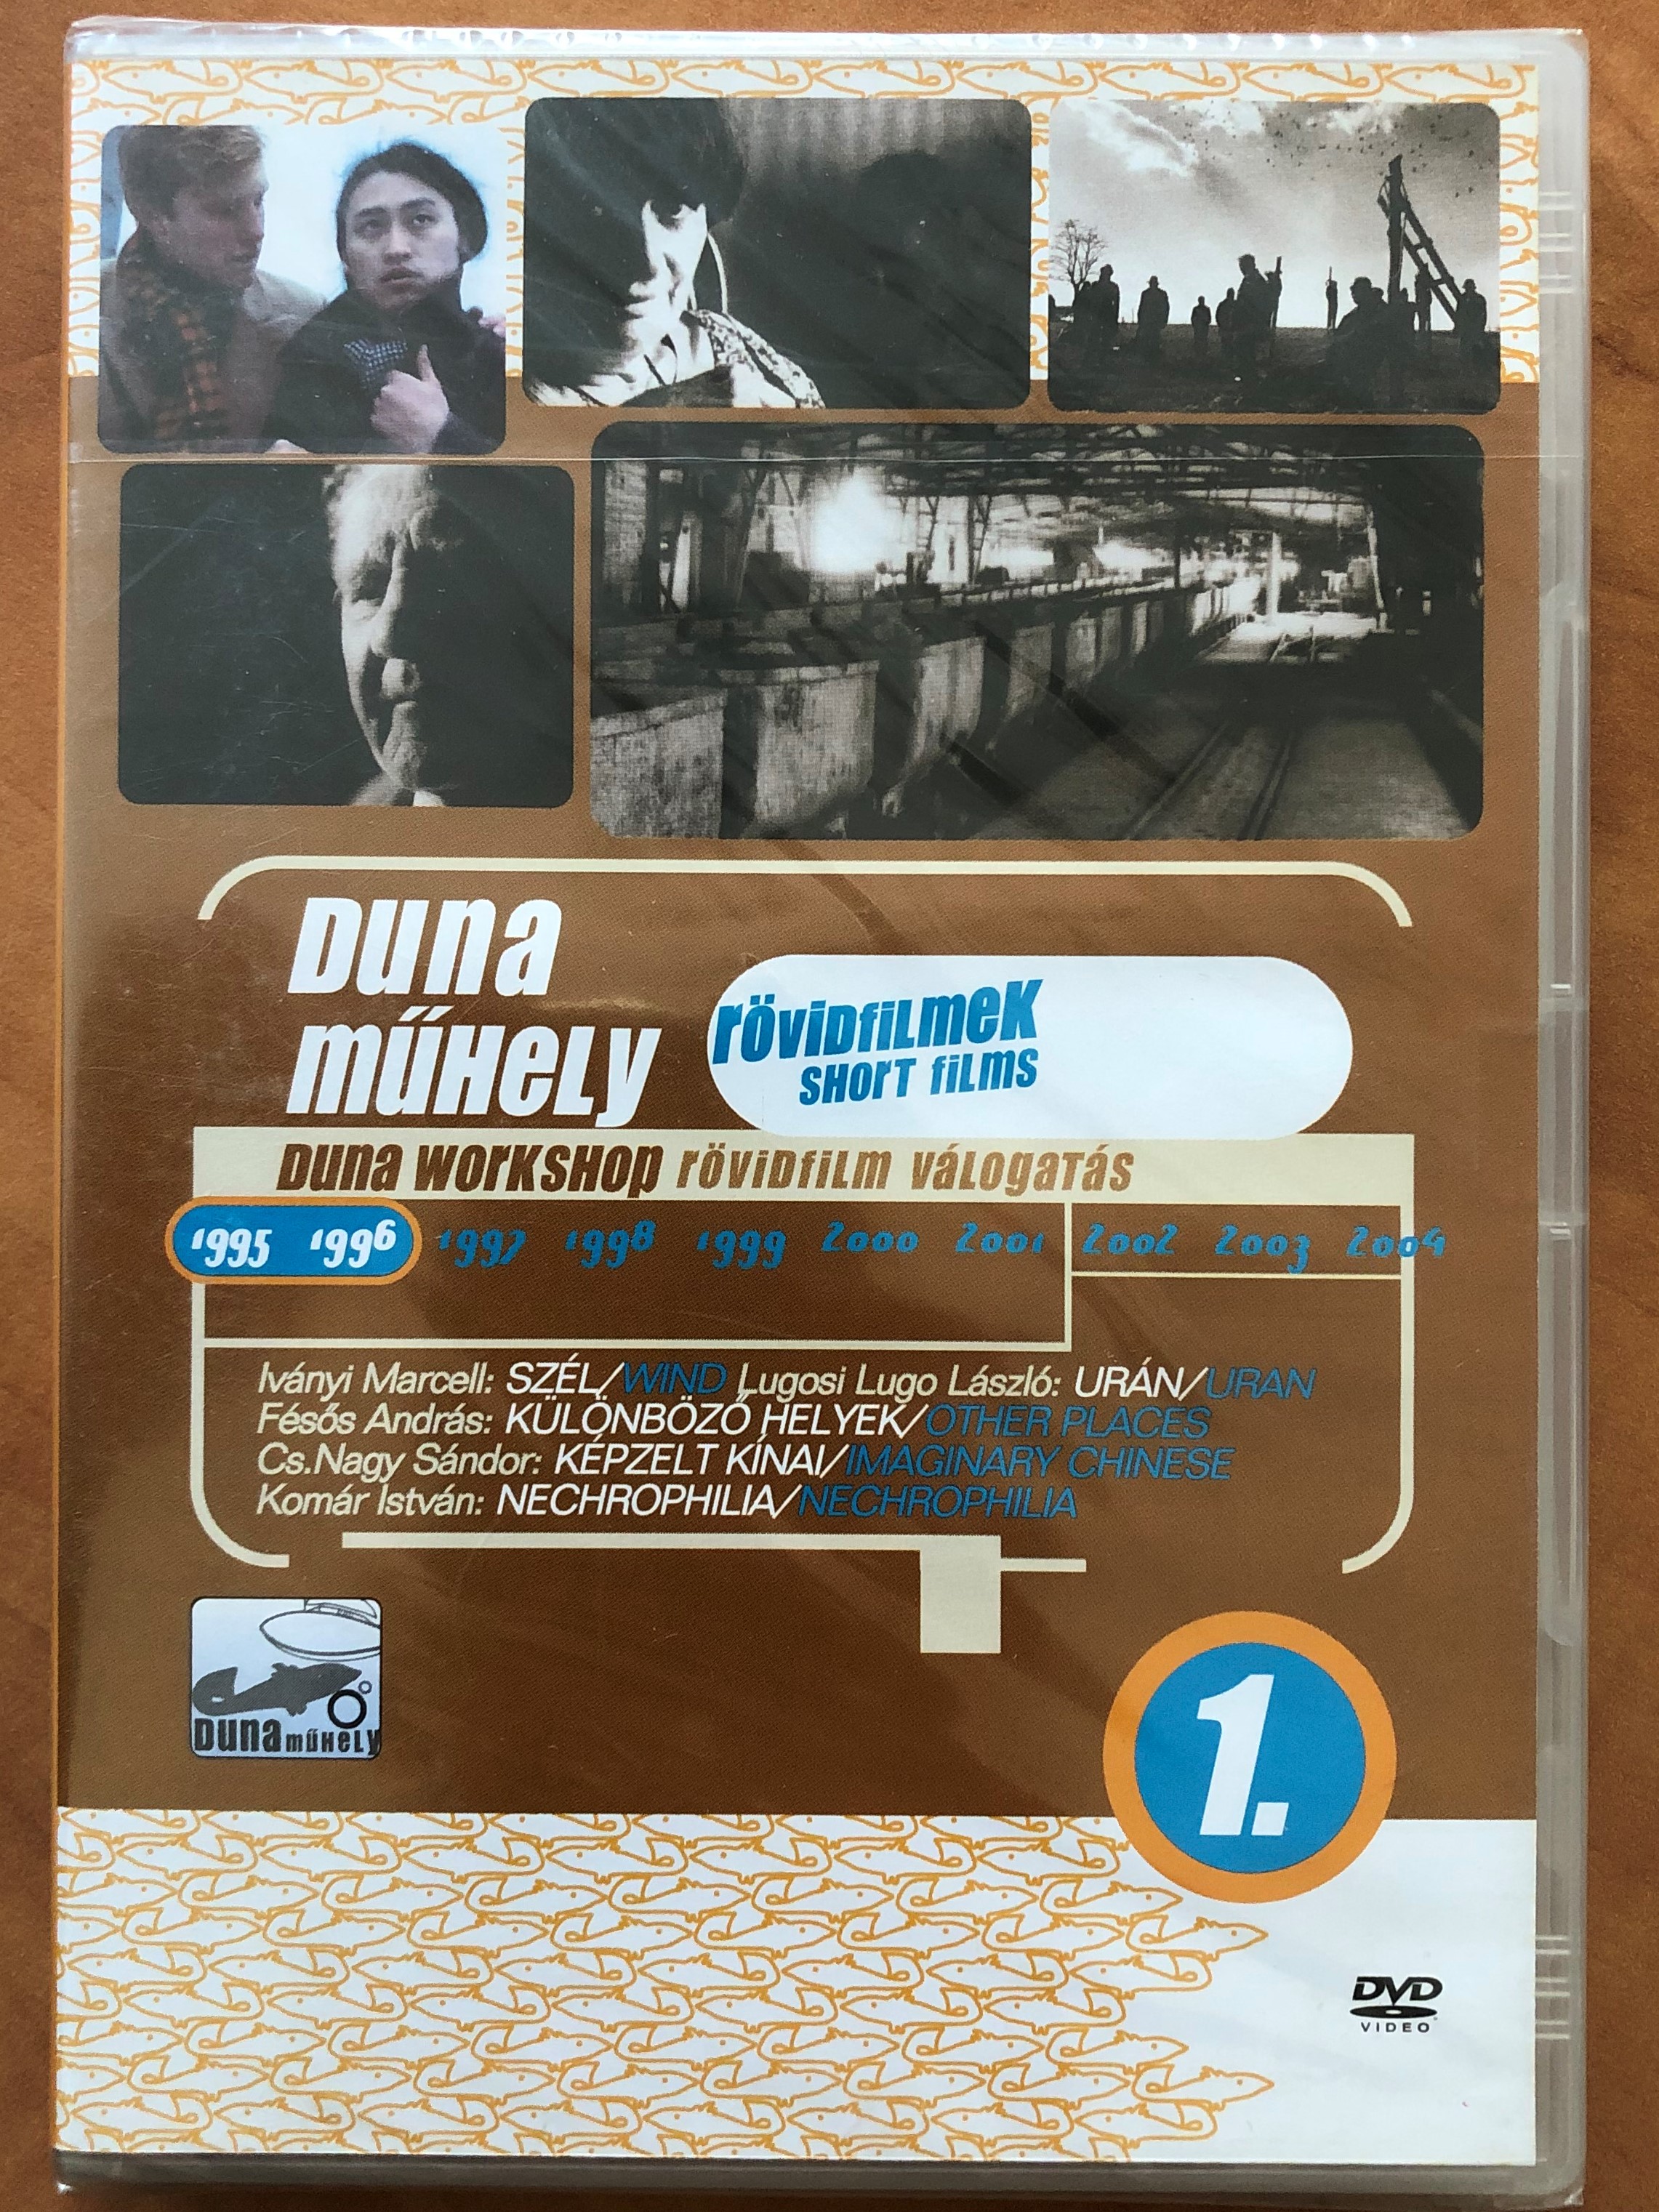 Duna
műhely
rövidfilmek
short films
Duna workshop rövidfilm válogatás
1995 1996 1997 1998 1999 2000 2001 2002 2003 2004
Iványi Marcell: SZÉL/WIND Lugosi Lugo László: URÁN/URAN
Fésős András: KÜLÖNBÖZŐ HELYEK/OTHER PLACES
Cs.Nagy Sándor: KÉPZELT KÍNAI/IMAGINARY CHINESE
Komár István: NECHROPHILIA/NECHROPHILIA
Duna műhely
1.
DVD
VIDEO